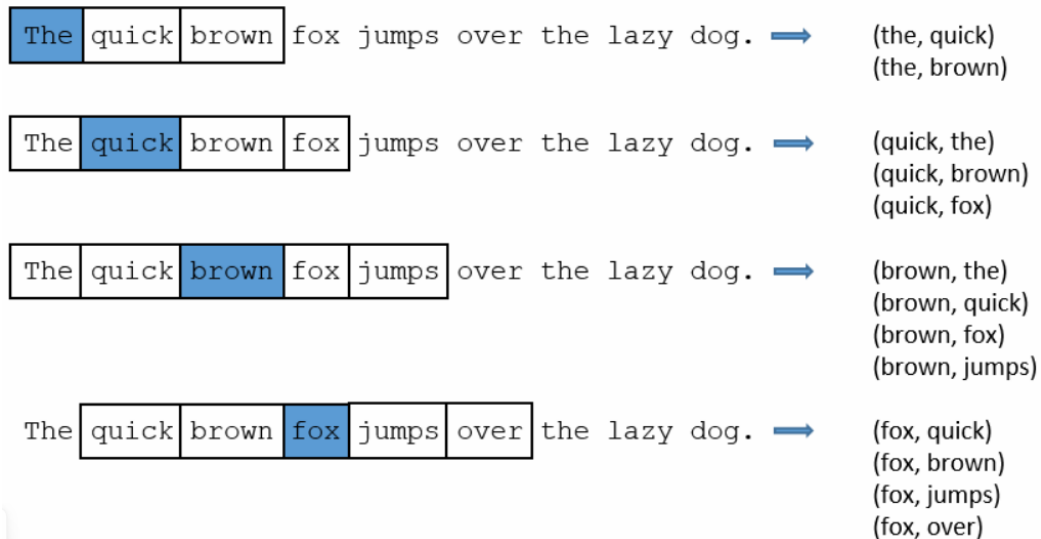 The quick brown fox jumps over the lazy dog. (the, quick)
(the, brown)
The quick brown fox jumps over the lazy dog. (quick, the)
(quick, brown)
(quick, fox)
The quick brown fox jumps over the lazy dog. (brown, the)
(brown, quick)
(brown, fox)
(brown, jumps)
The quick brown fox jumps over the lazy dog. (fox, quick)
(fox, brown)
(fox, jumps)
(fox, over)